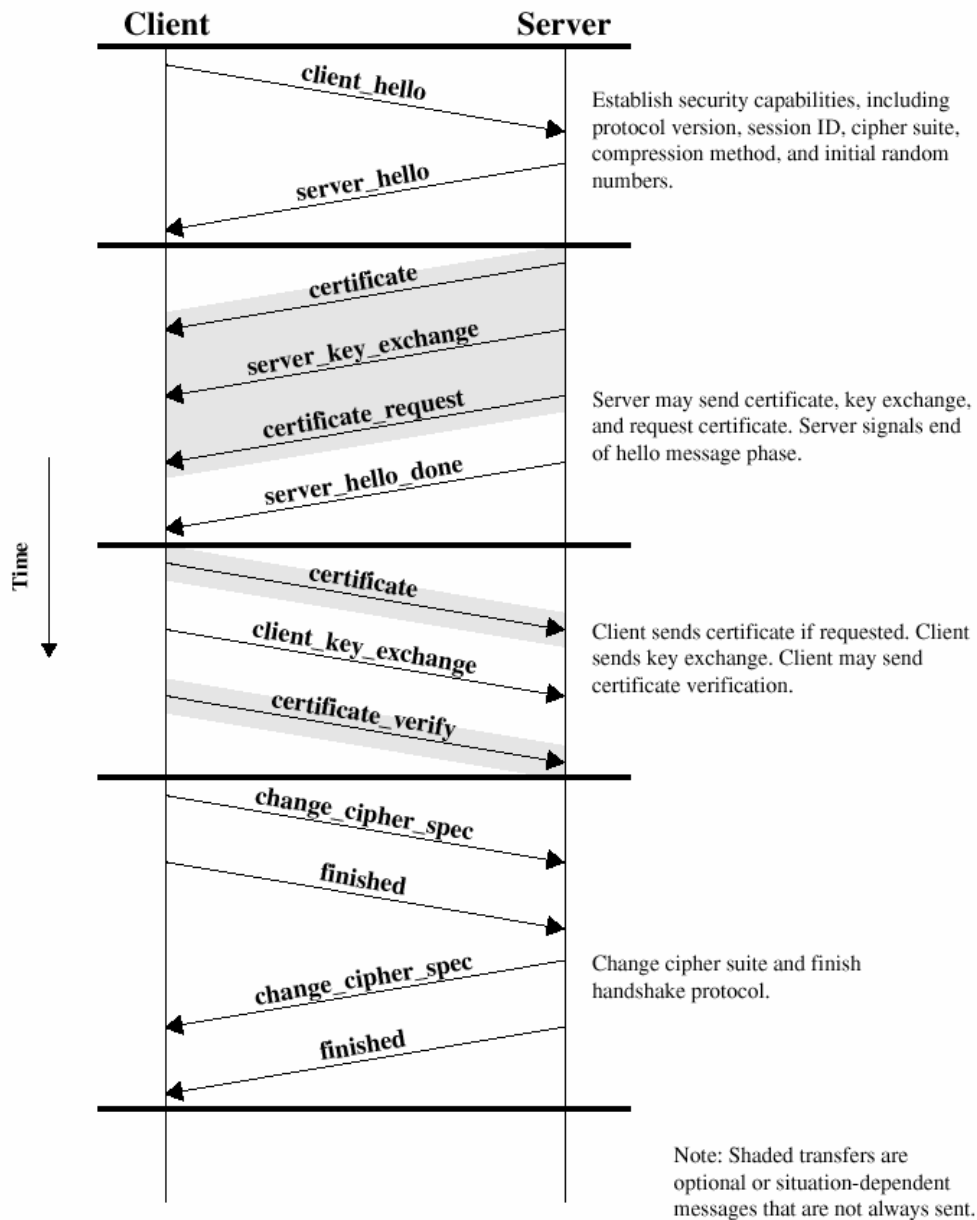 Client
Server
client_hello
Establish security capabilities, including
protocol version, session ID, cipher suite,
compression method, and initial random
numbers.
server_hello
certificate
server_key_exchange
certificate_request
Server may send certificate, key exchange,
and request certificate. Server signals end
of hello message phase.
server_hello_done
Time
certificate
client_key_exchange
Client sends certificate if requested. Client
sends key exchange. Client may send
certificate verification.
certificate_verify
change_cipher_spec
finished
change_cipher_spec
Change cipher suite and finish
handshake protocol.
finished
Note: Shaded transfers are
optional or situation-dependent
messages that are not always sent.